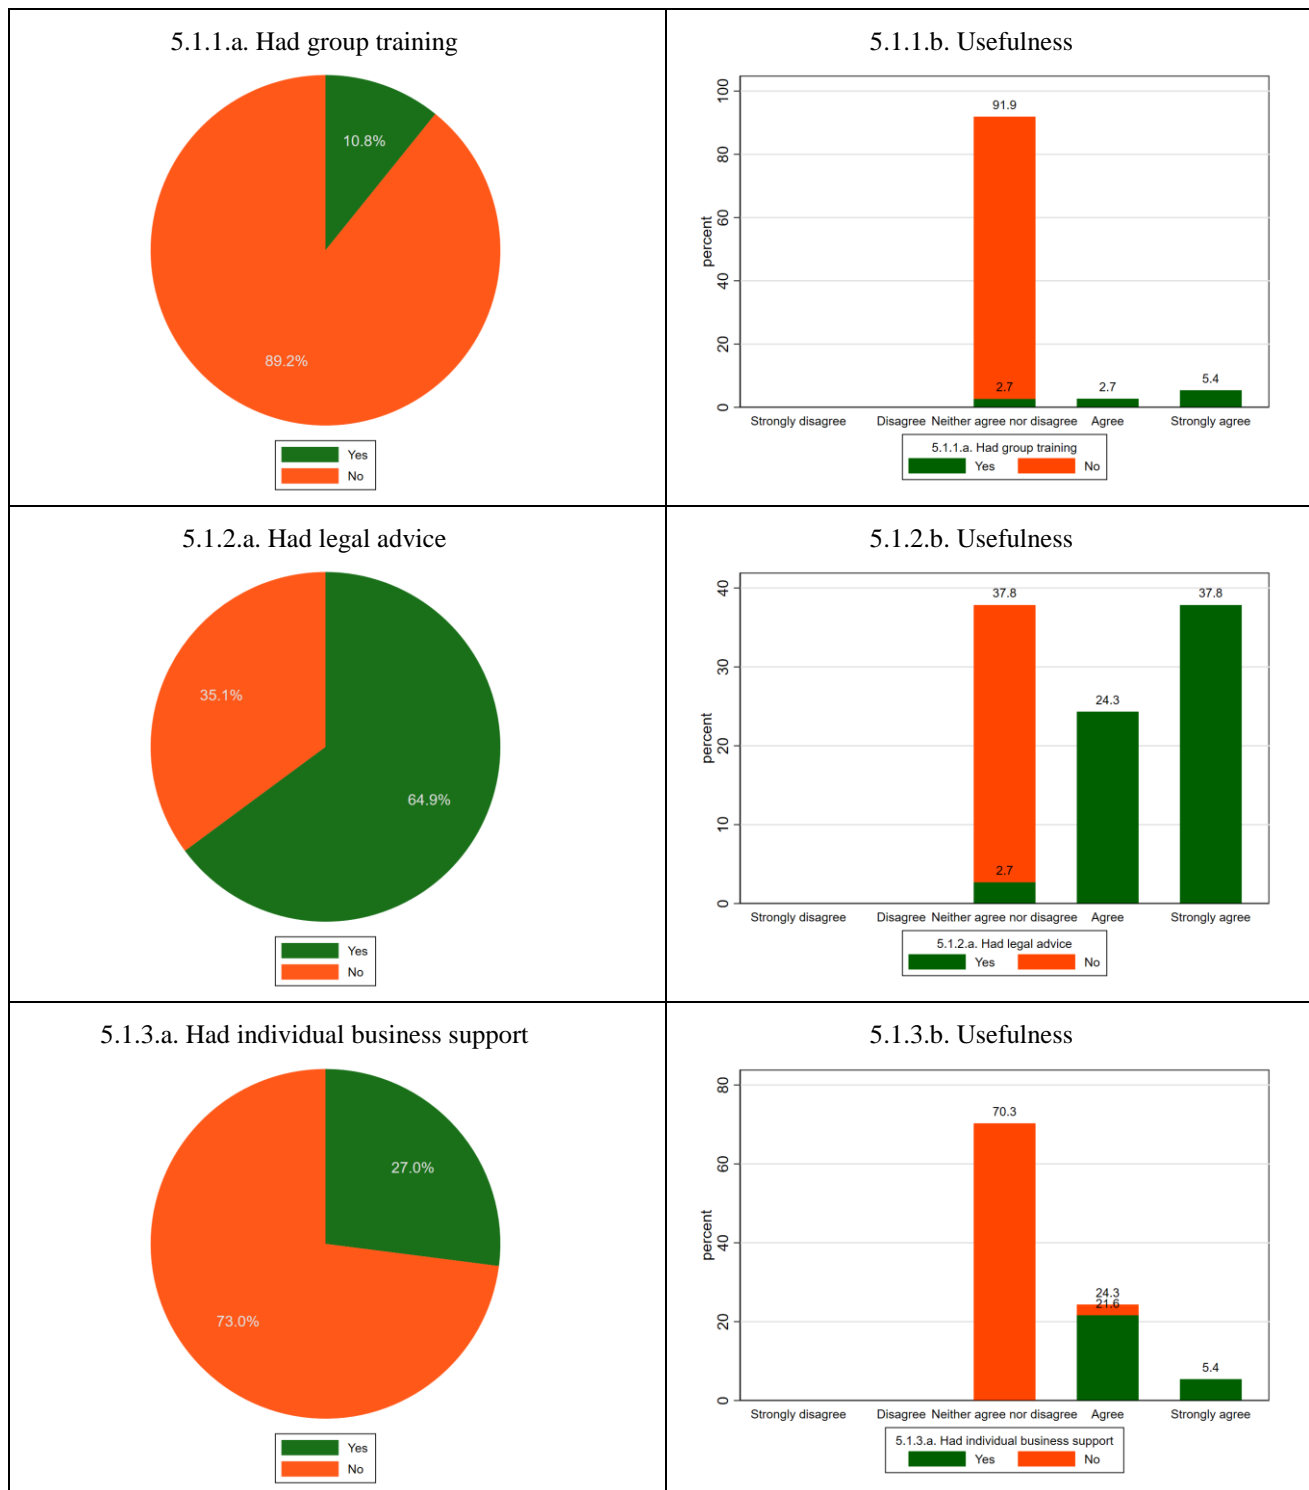 5.1.1.a. Had group training
10.8%
89.2%
Yes
No
5.1.1.b. Usefulness
percent
100
80
60
40
20
0
91.9
2.7
2.7
5.4
Strongly disagree Disagree Neither agree nor disagree Agree Strongly agree
5.1.1.a. Had group training
Yes No
5.1.2.a. Had legal advice
35.1%
64.9%
Yes
No
5.1.2.b. Usefulness
percent
40
30
20
10
0
37.8
2.7
24.3
37.8
Strongly disagree Disagree Neither agree nor disagree Agree Strongly agree
5.1.2.a. Had legal advice
Yes No
5.1.3.a. Had individual business support
27.0%
73.0%
Yes
No
5.1.3.b. Usefulness
percent
80
60
40
20
0
70.3
24.3
21.6
5.4
Strongly disagree Disagree Neither agree nor disagree Agree Strongly agree
5.1.3.a. Had individual business support
Yes No